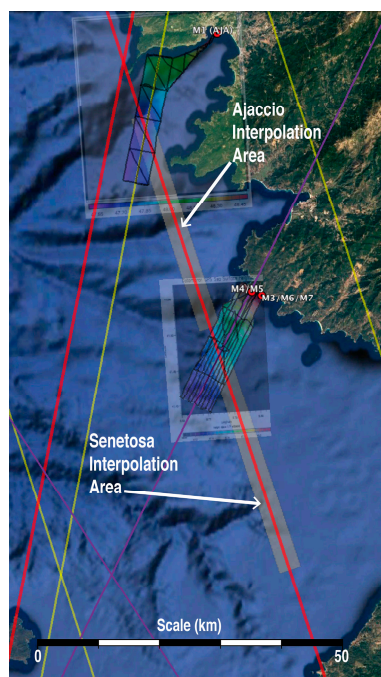 M1 (AJA)
Ajaccio
Interpolation
Area
M4/M5
M3/M6/M7
Senetosa
Interpolation
Area
Scale (km)
0
50